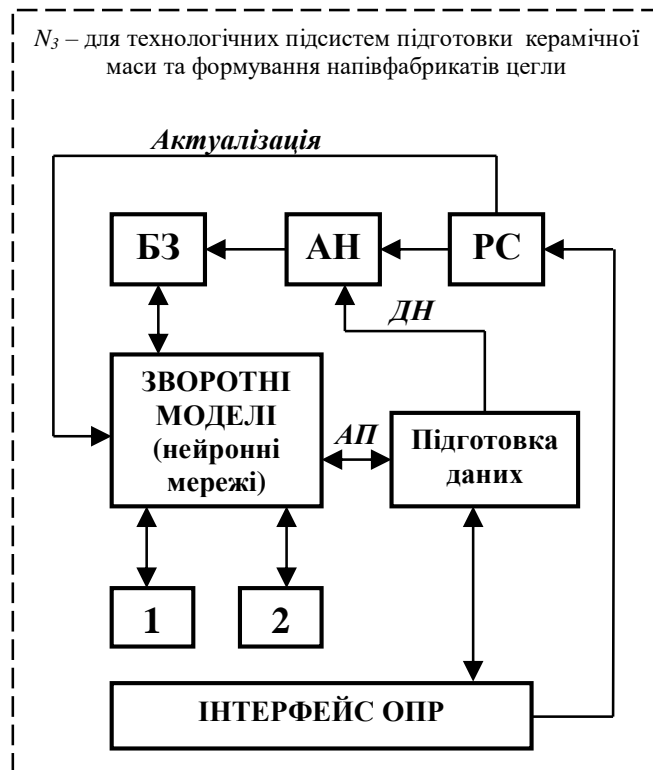 N₃ – для технологічних підсистем підготовки керамічної
маси та формування напівфабрикатів цегли
Актуалізація
БЗ
АН
РС
ДН
ЗВОРОТНІ
МОДЕЛІ
(нейронні
мережі)
АП
Підготовка
даних
1
2
ІНТЕРФЕЙС ОПР